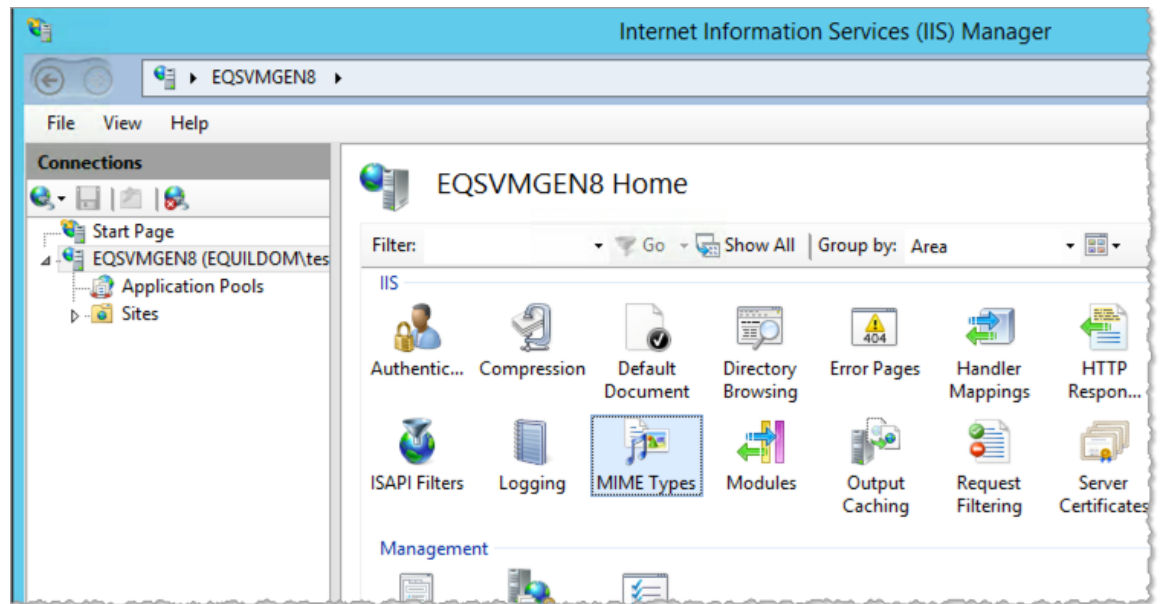 Internet Information Services (IIS) Manager
EQSVMGEN8
File View Help
Connections
Start Page
EQSVMGEN8 (EQUILDOM\tes
Application Pools
Sites
EQSVMGEN8 Home
Filter: Go Show All Group by: Area
IIS
Authentic... Compression Default Document Directory Browsing Error Pages Handler Mappings HTTP Respon...
ISAPI Filters Logging MIME Types Modules Output Caching Request Filtering Server Certificates
Management